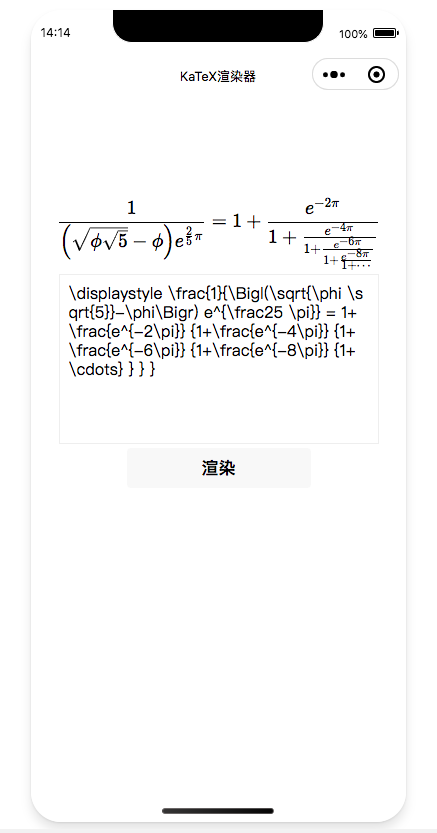 14:14
100%
KaTeX渲染器
\frac{1}{\Bigl(\sqrt{\phi \sqrt{5}}-\phi\Bigr) e^{\frac25 \pi}} = 1+\frac{e^{-2\pi}} {1+\frac{e^{-4\pi}} {1+\frac{e^{-6\pi}} {1+\frac{e^{-8\pi}} {1+\cdots} } } }
\displaystyle \frac{1}{\Bigl(\sqrt{\phi \s
qrt{5}}-\phi\Bigr) e^{\frac25 \pi}} = 1+
\frac{e^{-2\pi}} {1+\frac{e^{-4\pi}} {1+
\frac{e^{-6\pi}} {1+\frac{e^{-8\pi}} {1+
\cdots} } } }
渲染